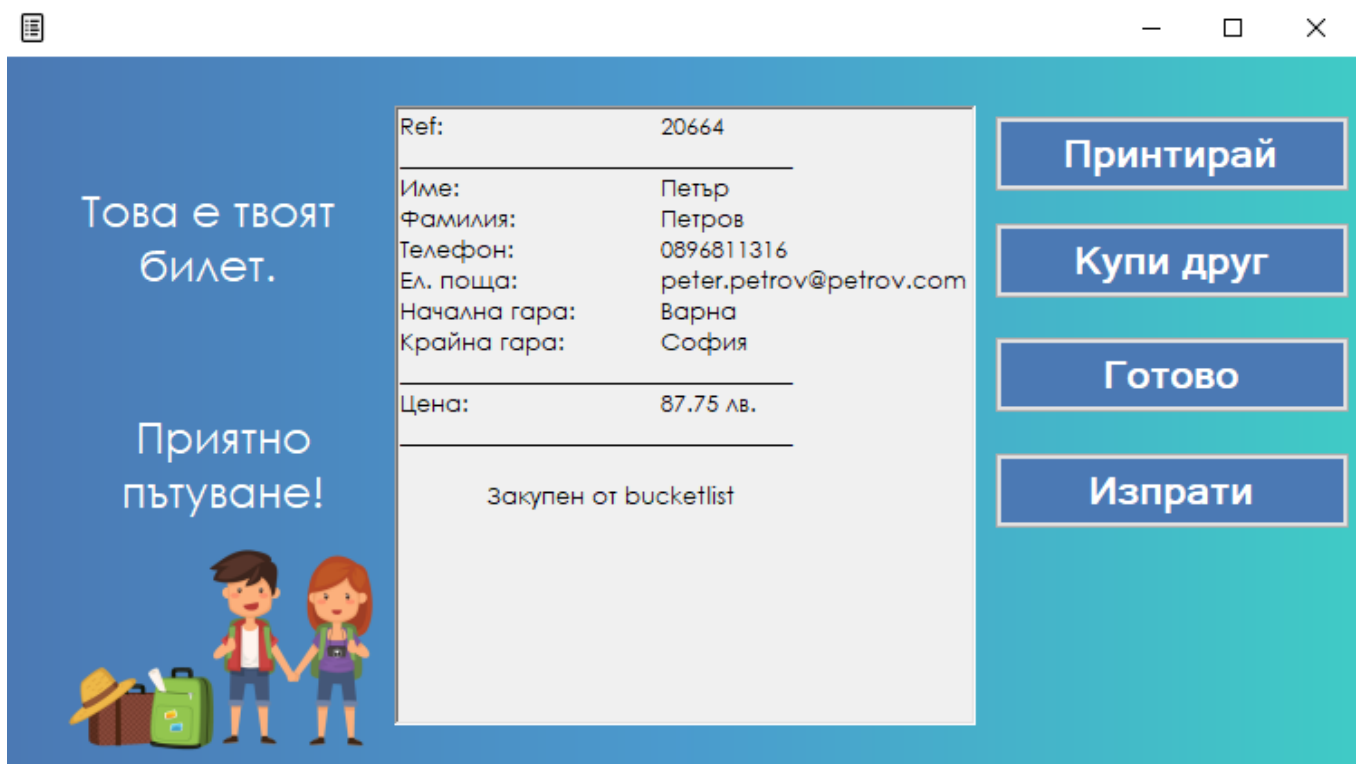 Това е твоят
билет.
Приятно
пътуване!
Ref: 20664
Име: Петър
Фамилия: Петров
Телефон: 0896811316
Ел. поща: peter.petrov@petrov.com
Начална гара: Варна
Крайна гара: София
Цена: 87.75 лв.
Закупен от bucketlist
Принтирай
Купи друг
Готово
Изпрати